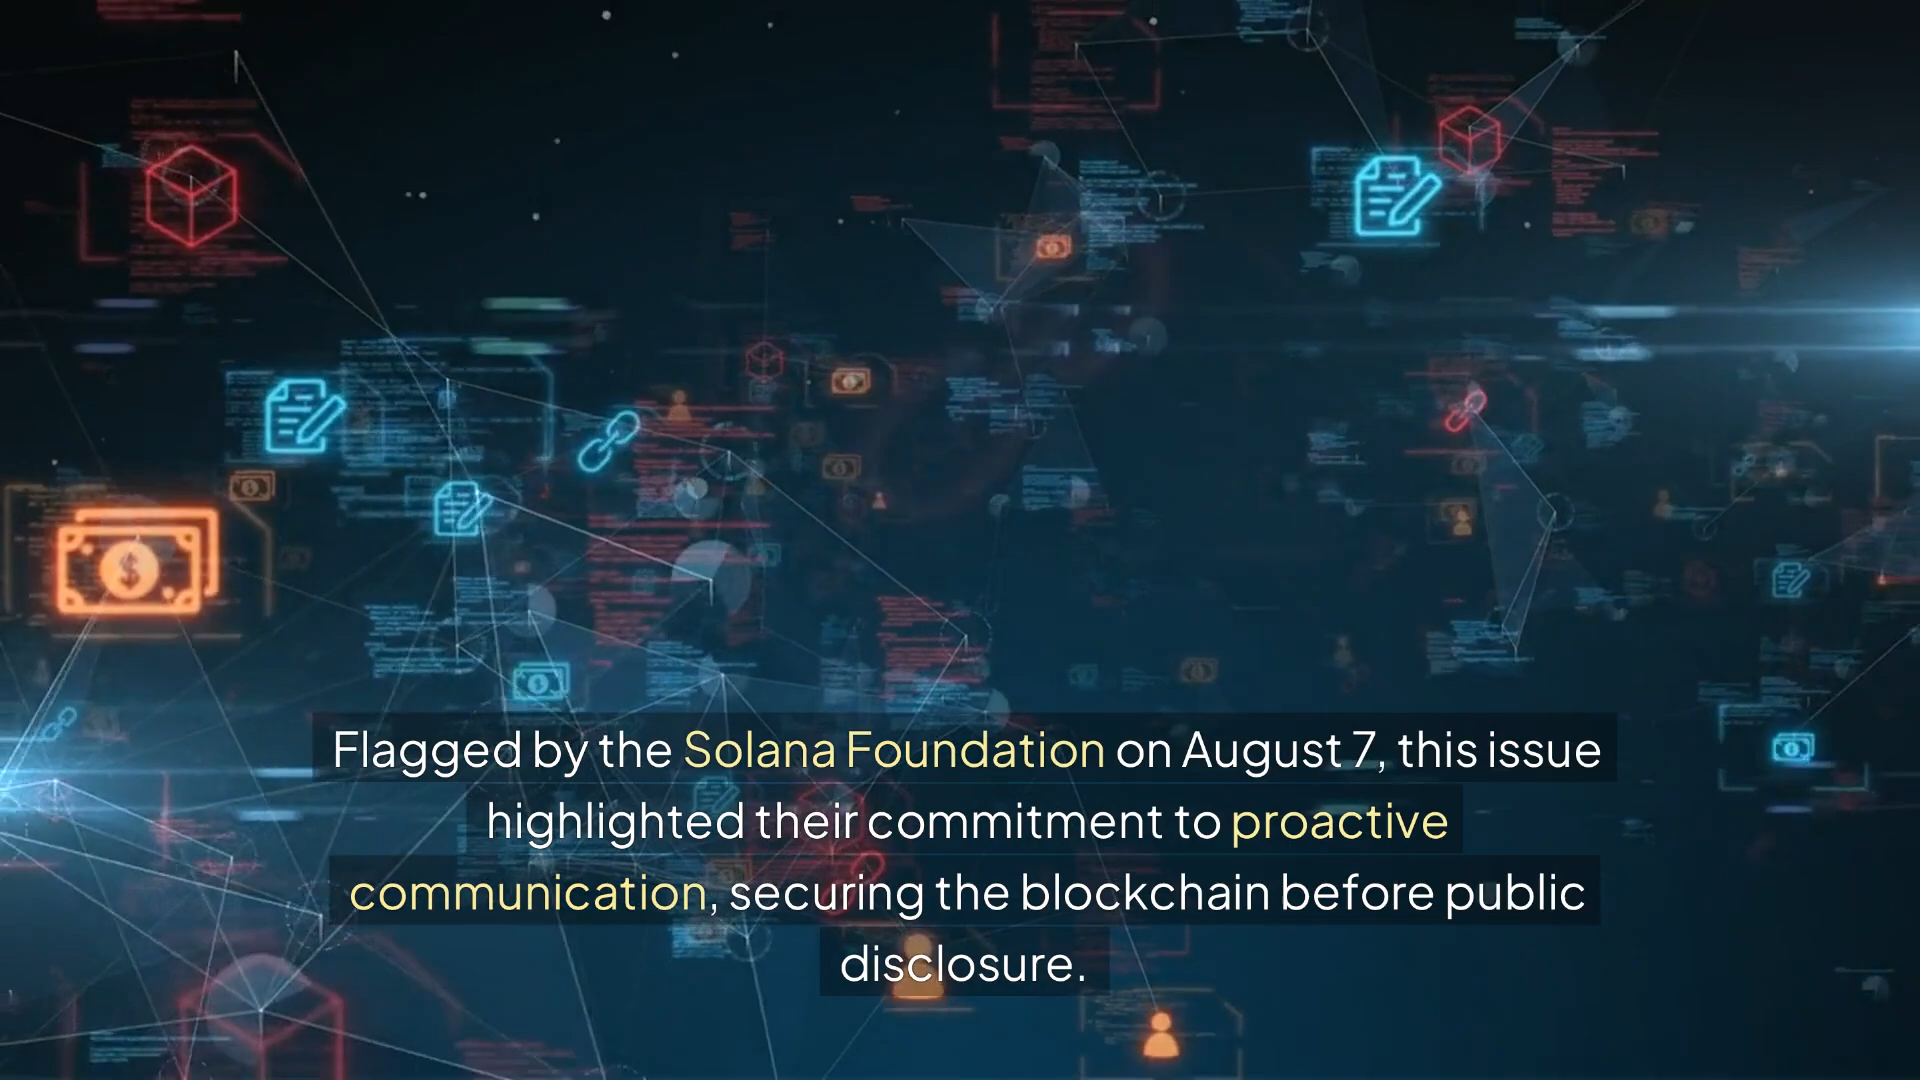 Flagged by the Solana Foundation on August 7, this issue
highlighted their commitment to proactive
communication, securing the blockchain before public
disclosure.